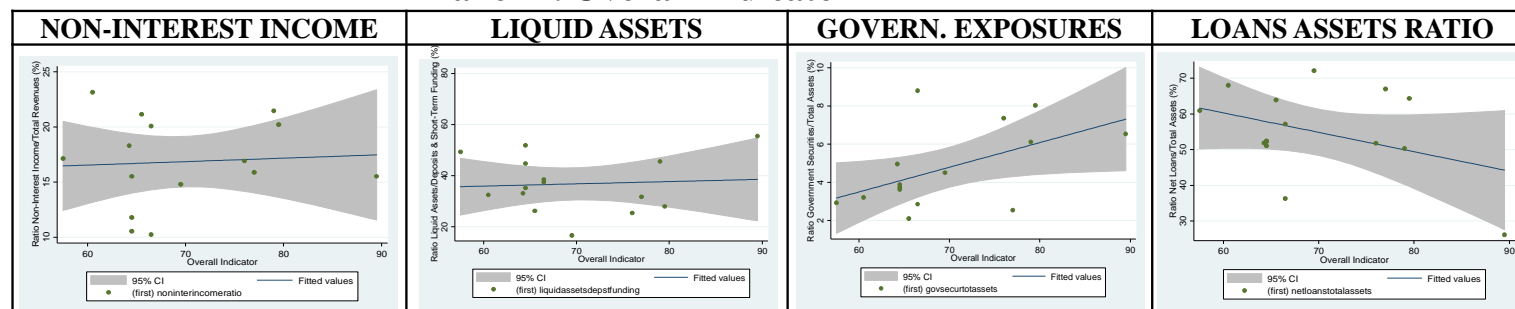 NON-INTEREST INCOME
LIQUID ASSETS
GOVERN. EXPOSURES
LOANS ASSETS RATIO
Ratio Non-Interest Income/Total Revenues (%)
25
20
15
10
60
70
80
90
Overall Indicator
95% CI
Fitted values
(first) noninterincomeratio
Ratio Liquid Assets/Deposits & Short-Term Funding (%)
80
60
40
20
60
70
80
90
Overall Indicator
95% CI
Fitted values
(first) liquidassetsdepstfunding
Ratio Government Securities/Total Assets (%)
10
8
6
4
2
60
70
80
90
Overall Indicator
95% CI
Fitted values
(first) govsecurtotassets
Ratio Net Loans/Total Assets (%)
70
60
50
40
30
60
70
80
90
Overall Indicator
95% CI
Fitted values
(first) netloanstotalassets